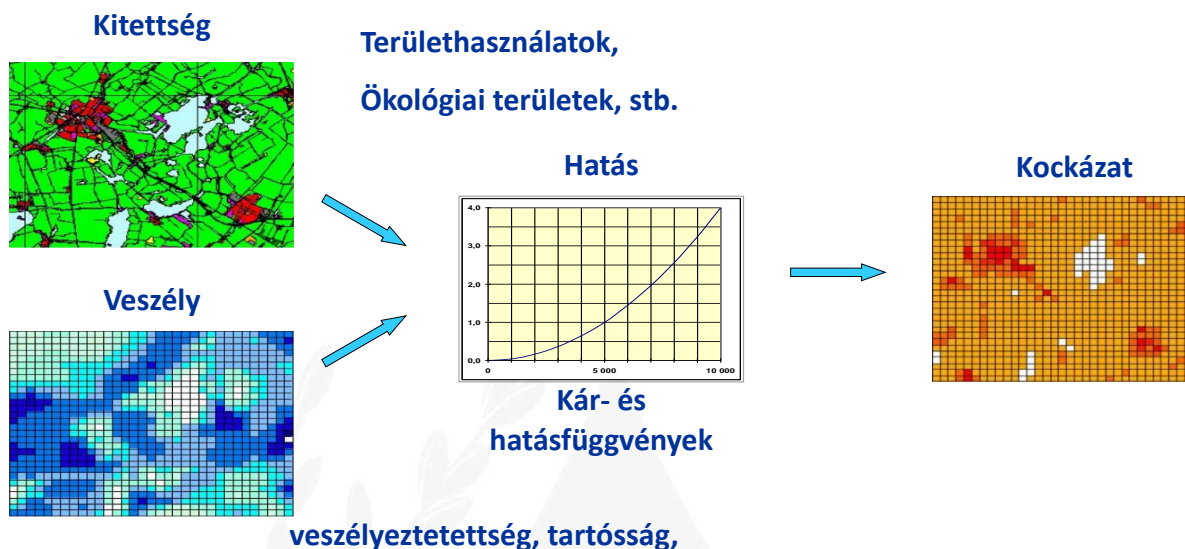 Kitettség
Területhasználatok,
Ökológiai területek, stb.
Hatás
Kockázat
4,0
3,0
2,0
1,0
0,0
0
5 000
10 000
Veszély
Kár- és
hatásfüggvények
veszélyeztetettség, tartósság,